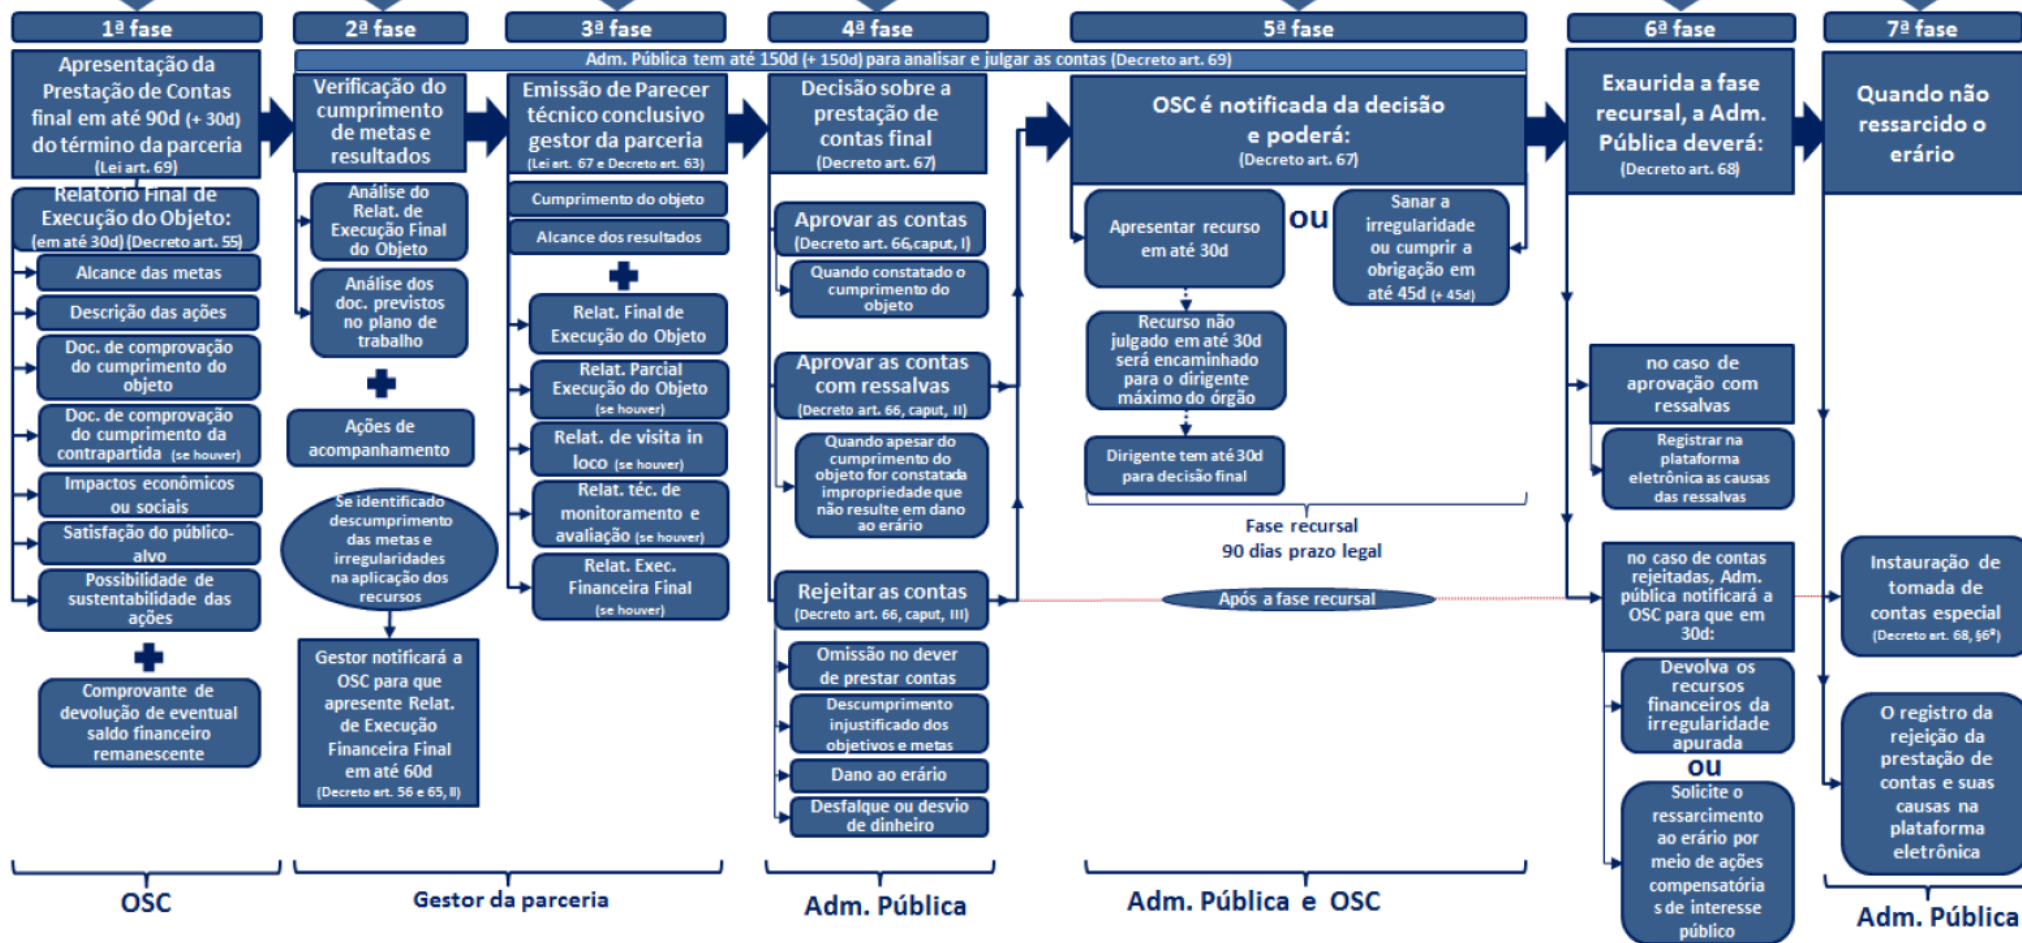 1ª fase
2ª fase
3ª fase
4ª fase
5ª fase
6ª fase
7ª fase
Adm. Pública tem até 150d (+ 150d) para analisar e julgar as contas (Decreto art. 69)
Apresentação da
Prestação de Contas
final em até 90d (+ 30d)
do término da parceria
(Lei art. 69)
Relatório Final de
Execução do Objeto:
(em até 30d) (Decreto art. 55)
Alcance das metas
Descrição das ações
Doc. de comprovação
do cumprimento do
objeto
Doc. de comprovação
do cumprimento da
contrapartida (se houver)
Impactos econômicos
ou sociais
Satisfação do público-
alvo
Possibilidade de
sustentabilidade das
ações
Comprovante de
devolução de eventual
saldo financeiro
remanescente
OSC
Verificação do
cumprimento
de metas e
resultados
Análise do
Relat. de
Execução Final
do Objeto
Análise dos
doc. previstos
no plano de
trabalho
Ações de
acompanhamento
Se identificado
descumprimento
das metas e
irregularidades
na aplicação dos
recursos
Gestor notificará a
OSC para que
apresente Relat.
de Execução
Financeira Final
em até 60d
(Decreto art. 56 e 65, II)
Emissão de Parecer
técnico conclusivo
gestor da parceria
(Lei art. 67 e Decreto art. 63)
Cumprimento do objeto
Alcance dos resultados
Relat. Final de
Execução do Objeto
Relat. Parcial
Execução do Objeto
(se houver)
Relat. de visita in
loco (se houver)
Relat. téc. de
monitoramento e
avaliação (se houver)
Relat. Exec.
Financeira Final
(se houver)
Gestor da parceria
Decisão sobre a
prestação de
contas final
(Decreto art. 67)
Aprovar as contas
(Decreto art. 66,caput, I)
Quando constatado o
cumprimento do
objeto
Aprovar as contas
com ressalvas
(Decreto art. 66, caput, II)
Quando apesar do
cumprimento do
objeto for constatada
impropriedade que
não resulte em dano
ao erário
Rejeitar as contas
(Decreto art. 66, caput, III)
Omissão no dever
de prestar contas
Descumprimento
injustificado dos
objetivos e metas
Dano ao erário
Desfalque ou desvio
de dinheiro
Adm. Pública
OSC é notificada da decisão
e poderá:
(Decreto art. 67)
Apresentar recurso
em até 30d
ou
Sanar a
irregularidade
ou cumprir a
obrigação em
até 45d (+ 45d)
Recurso não
julgado em até 30d
será encaminhado
para o dirigente
máximo do órgão
Dirigente tem até 30d
para decisão final
Fase recursal
90 dias prazo legal
Após a fase recursal
Adm. Pública e OSC
Exaurida a fase
recursal, a Adm.
Pública deverá:
(Decreto art. 68)
no caso de
aprovação com
ressalvas
Registrar na
plataforma
eletrônica as causas
das ressalvas
no caso de contas
rejeitadas, Adm.
pública notificará a
OSC para que em
30d:
Devolva os
recursos
financeiros da
irregularidade
apurada
ou
Solicite o
ressarcimento
ao erário por
meio de ações
compensatória
s de interesse
público
Quando não
ressarcido o
erário
Instauração de
tomada de
contas especial
(Decreto art. 68, §6º)
O registro da
rejeição da
prestação de
contas e suas
causas na
plataforma
eletrônica
Adm. Pública